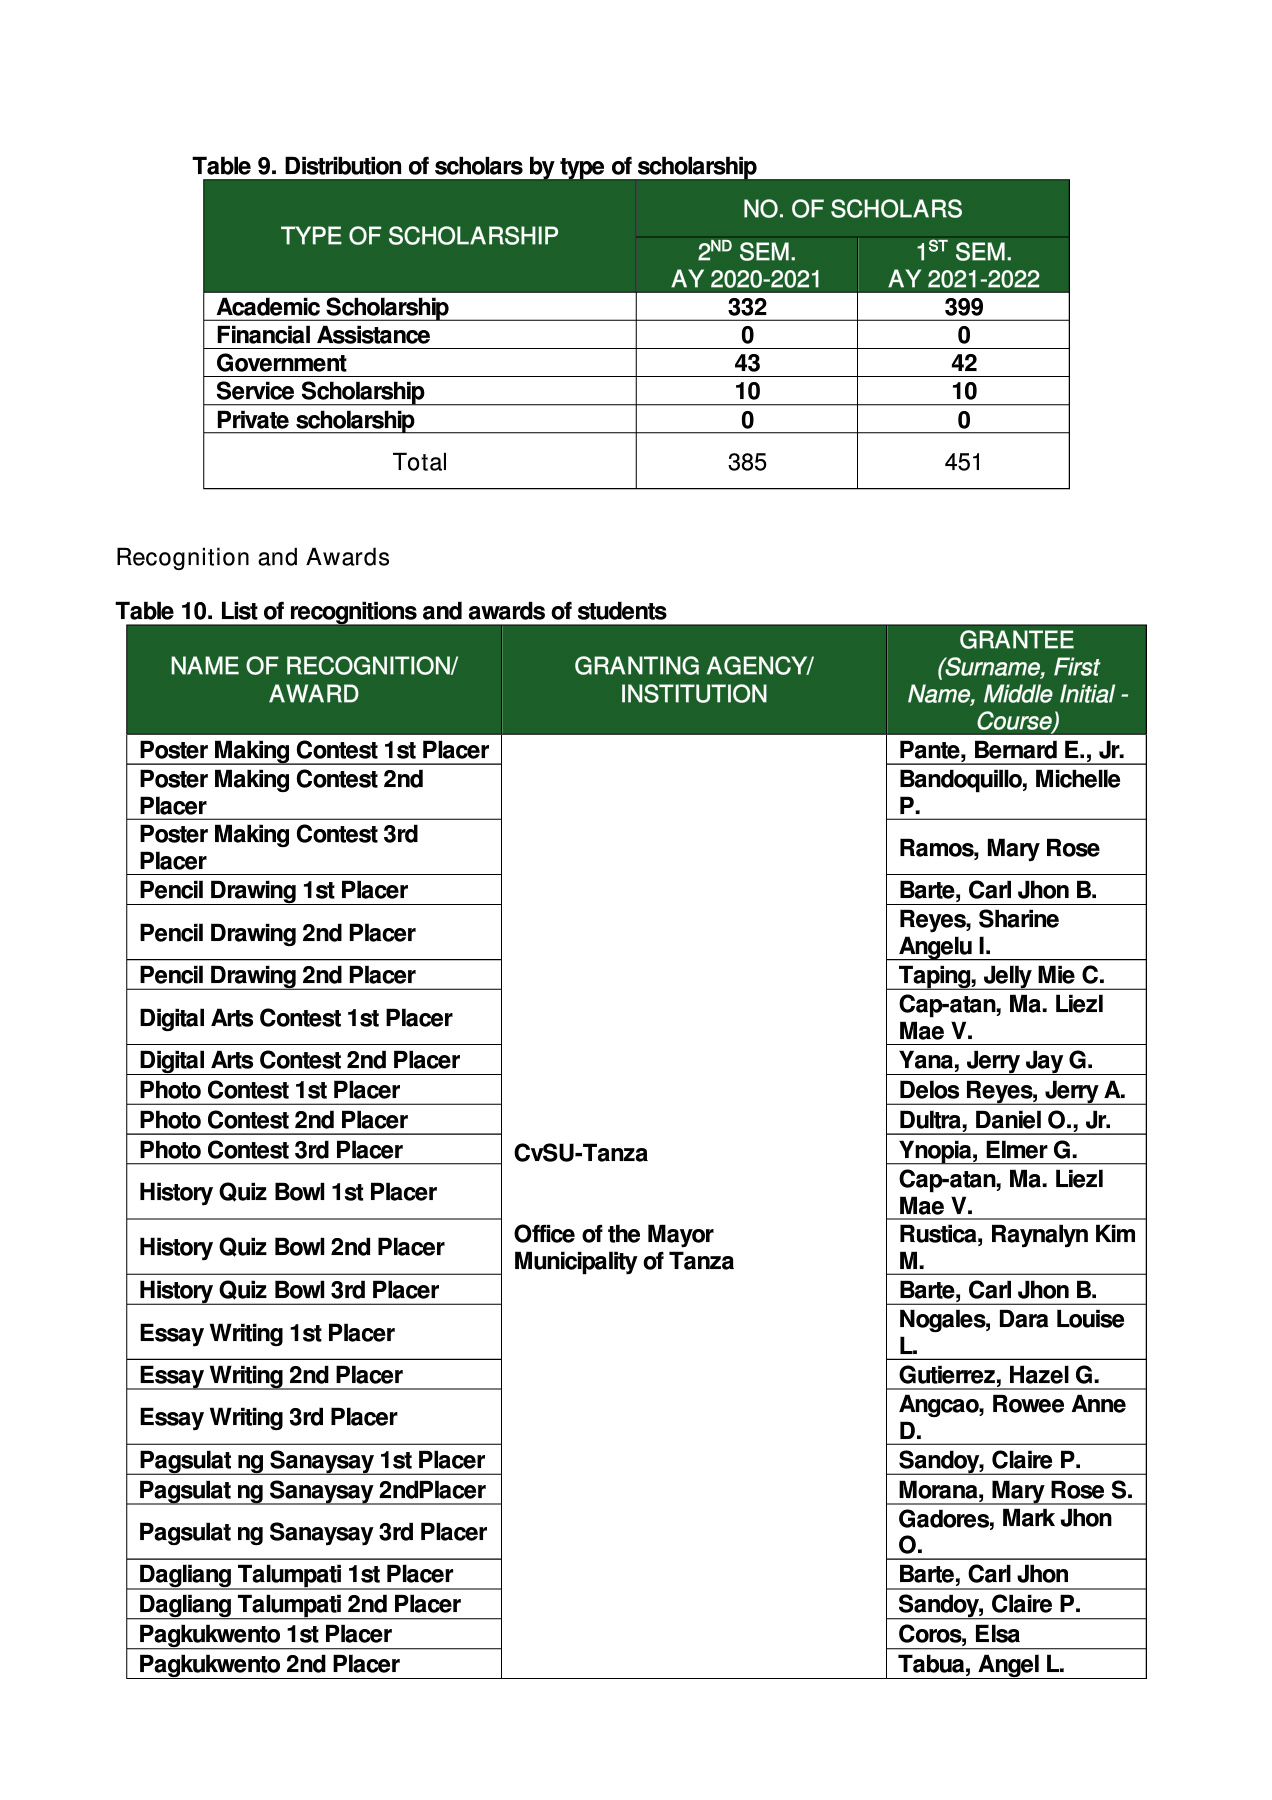 Table 9. Distribution of scholars by type of scholarship
TYPE OF SCHOLARSHIP
NO. OF SCHOLARS
2ND SEM.
AY 2020-2021
1ST SEM.
AY 2021-2022
Academic Scholarship 332 399
Financial Assistance 0 0
Government 43 42
Service Scholarship 10 10
Private scholarship 0 0
Total 385 451
Recognition and Awards
Table 10. List of recognitions and awards of students
NAME OF RECOGNITION/
AWARD
GRANTING AGENCY/
INSTITUTION
GRANTEE
(Surname, First
Name, Middle Initial -
Course)
Poster Making Contest 1st Placer Pante, Bernard E., Jr.
Poster Making Contest 2nd
Placer
Bandoquillo, Michelle
P.
Poster Making Contest 3rd
Placer
Ramos, Mary Rose
Pencil Drawing 1st Placer Barte, Carl Jhon B.
Pencil Drawing 2nd Placer
Reyes, Sharine
Angelu I.
Pencil Drawing 2nd Placer Taping, Jelly Mie C.
Digital Arts Contest 1st Placer
Cap-atan, Ma. Liezl
Mae V.
Digital Arts Contest 2nd Placer Yana, Jerry Jay G.
Photo Contest 1st Placer Delos Reyes, Jerry A.
Photo Contest 2nd Placer Dultra, Daniel O., Jr.
Photo Contest 3rd Placer CvSU-Tanza Ynopia, Elmer G.
History Quiz Bowl 1st Placer
Cap-atan, Ma. Liezl
Mae V.
History Quiz Bowl 2nd Placer
Office of the Mayor
Municipality of Tanza
Rustica, Raynalyn Kim
M.
History Quiz Bowl 3rd Placer Barte, Carl Jhon B.
Essay Writing 1st Placer
Nogales, Dara Louise
L.
Essay Writing 2nd Placer Gutierrez, Hazel G.
Essay Writing 3rd Placer
Angcao, Rowee Anne
D.
Pagsulat ng Sanaysay 1st Placer Sandoy, Claire P.
Pagsulat ng Sanaysay 2ndPlacer Morana, Mary Rose S.
Pagsulat ng Sanaysay 3rd Placer
Gadores, Mark Jhon
O.
Dagliang Talumpati 1st Placer Barte, Carl Jhon
Dagliang Talumpati 2nd Placer Sandoy, Claire P.
Pagkukwento 1st Placer Coros, Elsa
Pagkukwento 2nd Placer Tabua, Angel L.